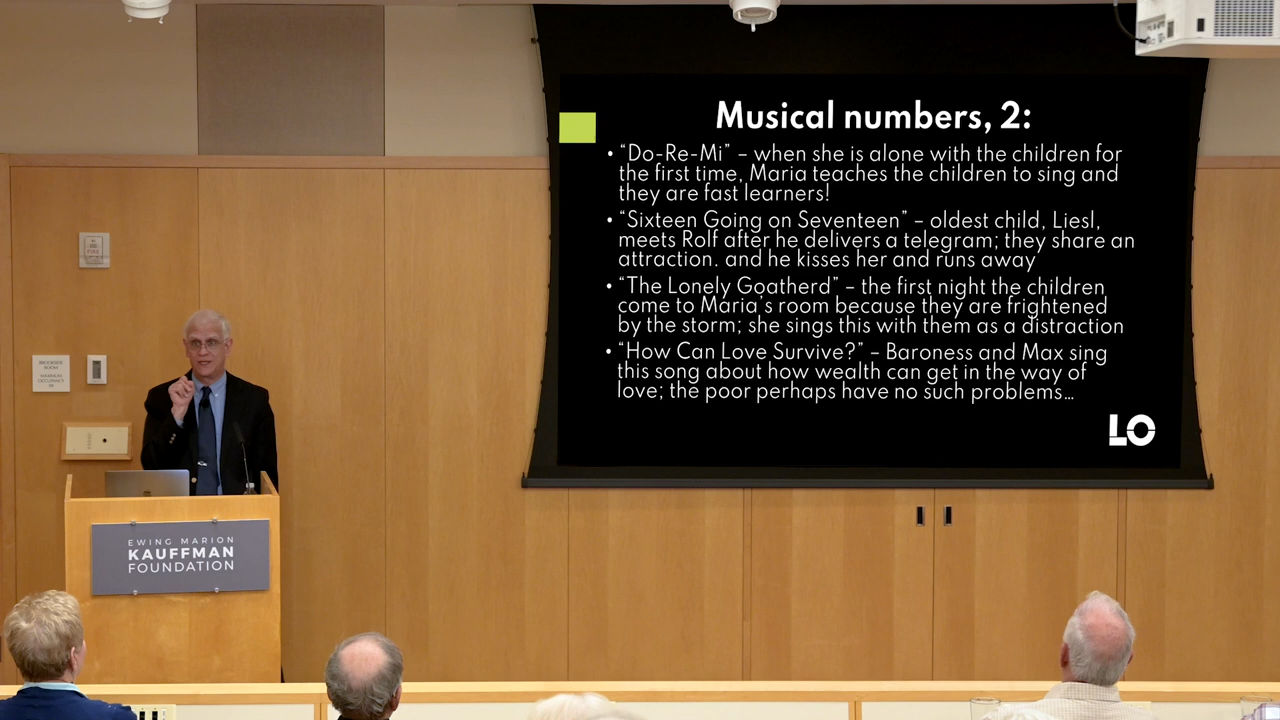 Musical numbers, 2:
• “Do-Re-Mi” – when she is alone with the children for
the first time, Maria teaches the children to sing and
they are fast learners!
• “Sixteen Going on Seventeen” – oldest child, Liesl,
meets Rolf after he delivers a telegram; they share an
attraction. and he kisses her and runs away
• “The Lonely Goatherd” – the first night the children
come to Maria’s room because they are frightened
by the storm; she sings this with them as a distraction
• “How Can Love Survive?” – Baroness and Max sing
this song about how wealth can get in the way of
love; the poor perhaps have no such problems…
LO
FIRE
BROOKSIDE
ROOM
MAXIMUM
OCCUPANCY
EWING MARION
KAUFFMAN
FOUNDATION